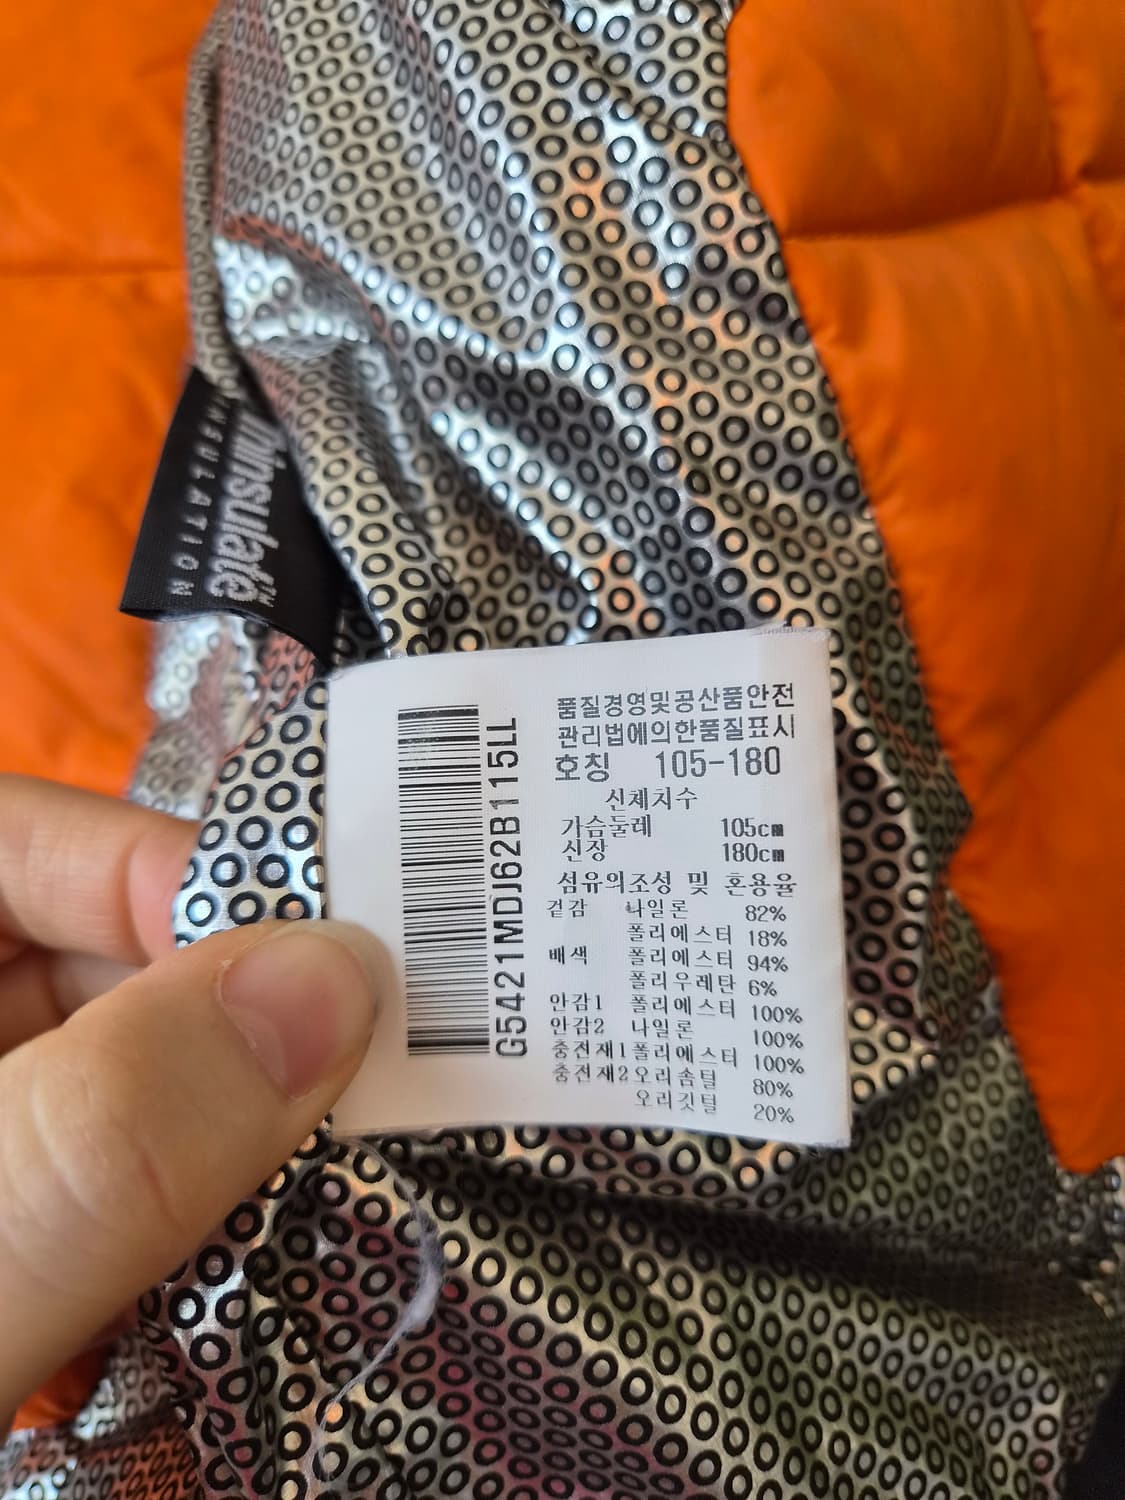 Thinsulate™
INSULATION
G5421MDJ62B115LL
품질경영및공산품안전
관리법에의한품질표시
호칭 105-180
신체치수
가슴둘레 105cm
신장 180cm
섬유의조성 및 혼용율
겉감 나일론 82%
폴리에스터 18%
배색 폴리에스터 94%
폴리우레탄 6%
안감1 폴리에스터 100%
안감2 나일론 100%
충전재1 폴리에스터 100%
충전재2 오리솜털 80%
오리깃털 20%